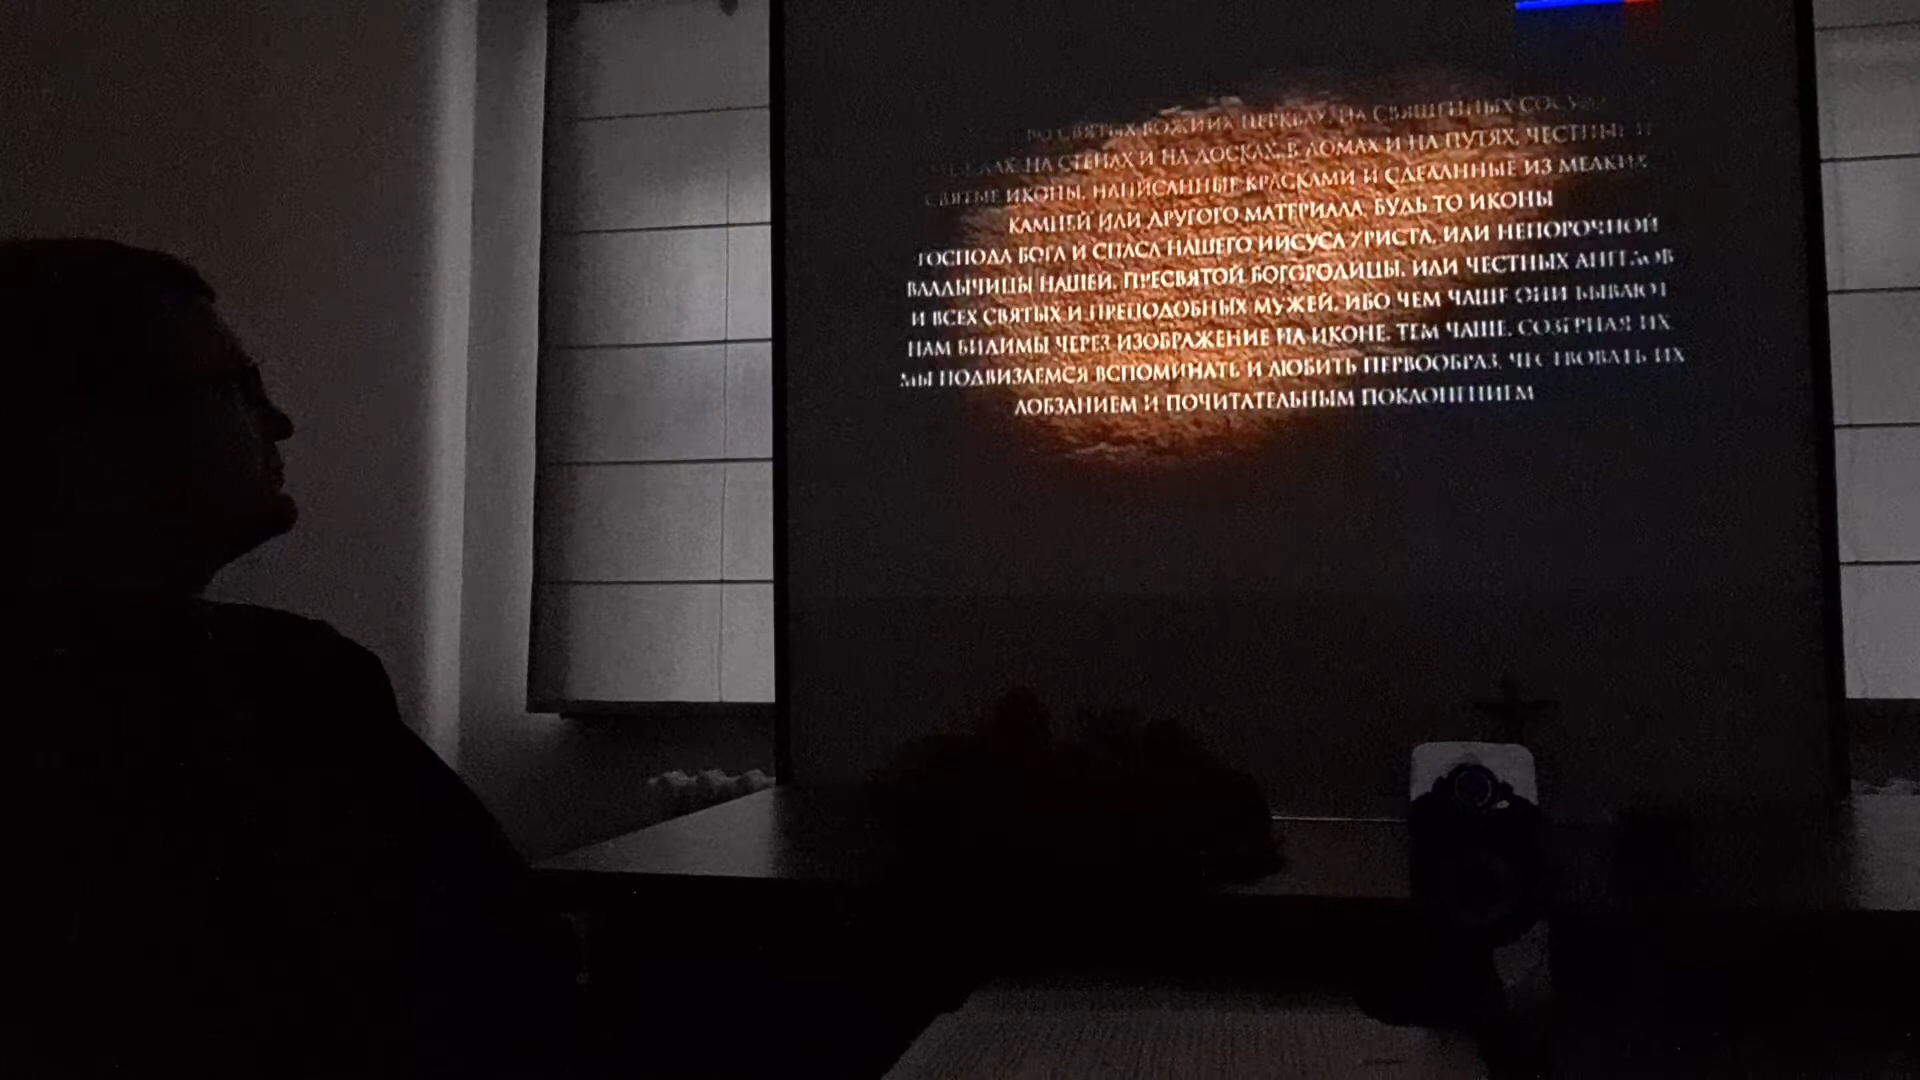 ВО СВЯТЫХ БОЖИИХ ЦЕРКВАХ, НА СВЯЩЕННЫХ
НА СТЕНАХ И НА ДОСКАХ, В ДОМАХ И НА ПУТЯХ, ЧЕСТНЫЕ И
СВЯТЫЕ ИКОНЫ, НАПИСАННЫЕ КРАСКАМИ И СДЕЛАННЫЕ ИЗ МЕЛКИХ
КАМНЕЙ ИЛИ ДРУГОГО МАТЕРИАЛА, БУДЬ ТО ИКОНЫ
ГОСПОДА БОГА И СПАСА НАШЕГО ИИСУСА ХРИСТА, ИЛИ НЕПОРОЧНОЙ
ВЛАДЫЧИЦЫ НАШЕЙ, ПРЕСВЯТОЙ БОГОРОДИЦЫ, ИЛИ ЧЕСТНЫХ АНГЕЛОВ
И ВСЕХ СВЯТЫХ И ПРЕПОДОБНЫХ МУЖЕЙ. ИБО ЧЕМ ЧАЩЕ ОНИ БЫВАЮТ
НАМ ВИДИМЫ ЧЕРЕЗ ИЗОБРАЖЕНИЕ НА ИКОНЕ, ТЕМ ЧАЩЕ, СОЗЕРЦАЯ ИХ
МЫ ПОДВИЗАЕМСЯ ВСПОМИНАТЬ И ЛЮБИТЬ ПЕРВООБРАЗ, ЧЕСТВОВАТЬ ИХ
ЛОБЗАНИЕМ И ПОЧИТАТЕЛЬНЫМ ПОКЛОНЕНИЕМ